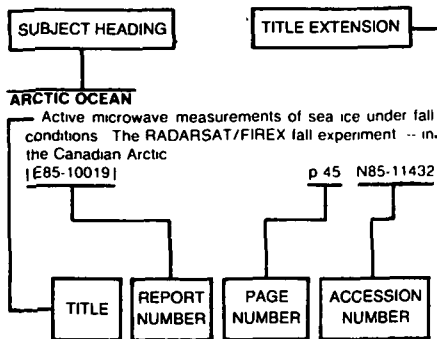 SUBJECT HEADING
TITLE EXTENSION
ARCTIC OCEAN
Active microwave measurements of sea ice under fall
conditions The RADARSAT/FIREX fall experiment -- in
the Canadian Arctic
|E85-10019| p 45 N85-11432
TITLE
REPORT
NUMBER
PAGE
NUMBER
ACCESSION
NUMBER